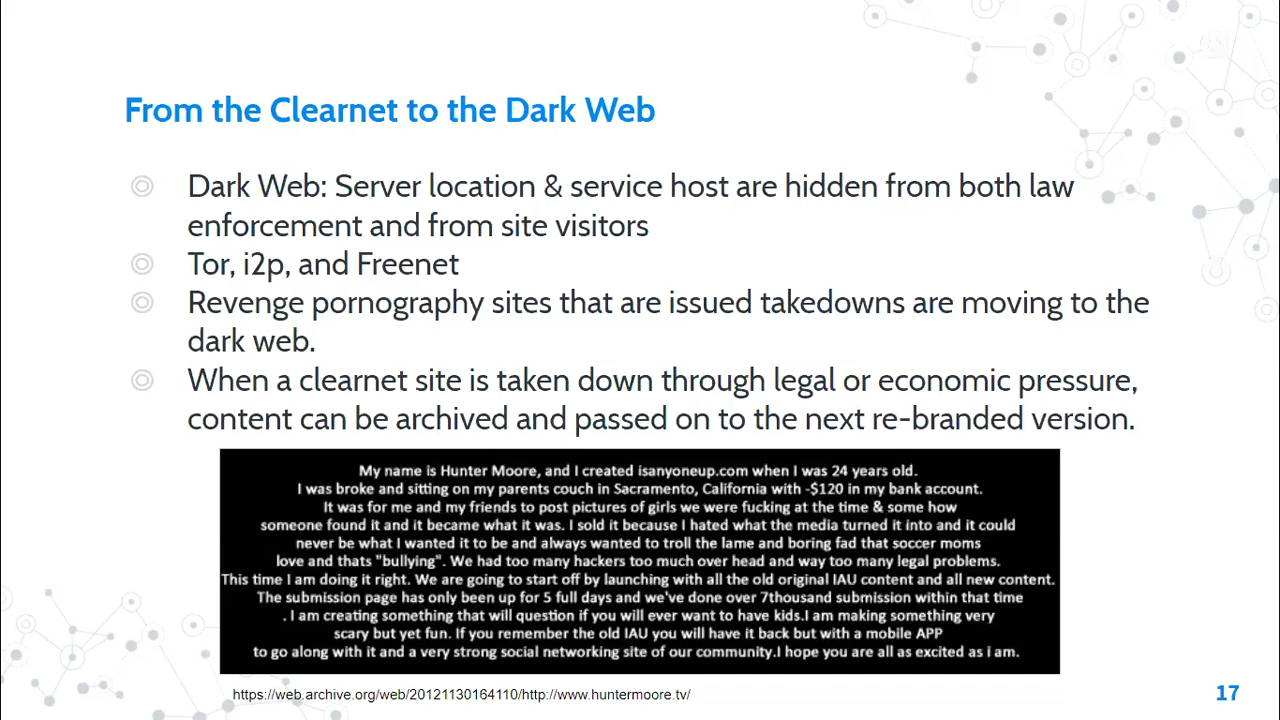 From the Clearnet to the Dark Web
Dark Web: Server location & service host are hidden from both law
enforcement and from site visitors
Tor, i2p, and Freenet
Revenge pornography sites that are issued takedowns are moving to the
dark web.
When a clearnet site is taken down through legal or economic pressure,
content can be archived and passed on to the next re-branded version.
My name is Hunter Moore, and I created isanyoneup.com when I was 24 years old.
I was broke and sitting on my parents couch in Sacramento, California with -$120 in my bank account.
It was for me and my friends to post pictures of girls we were fucking at the time & some how
someone found it and it became what it was. I sold it because I hated what the media turned it into and it could
never be what I wanted it to be and always wanted to troll the lame and boring fad that soccer moms
love and thats "bullying". We had too many hackers too much over head and way too many legal problems.
This time I am doing it right. We are going to start off by launching with all the old original IAU content and all new content.
The submission page has only been up for 5 full days and we've done over 7thousand submission within that time
. I am creating something that will question if you will ever want to have kids.I am making something very
scary but yet fun. If you remember the old IAU you will have it back but with a mobile APP
to go along with it and a very strong social networking site of our community.I hope you are all as excited as i am.
https://web.archive.org/web/20121130164110/http://www.huntermoore.tv/
17